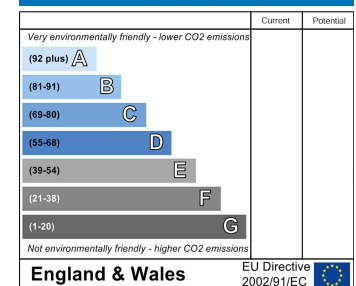 Current Potential
Very environmentally friendly - lower CO2 emissions
(92 plus) A
(81-91) B
(69-80) C
(55-68) D
(39-54) E
(21-38) F
(1-20) G
Not environmentally friendly - higher CO2 emissions
England & Wales
EU Directive
2002/91/EC